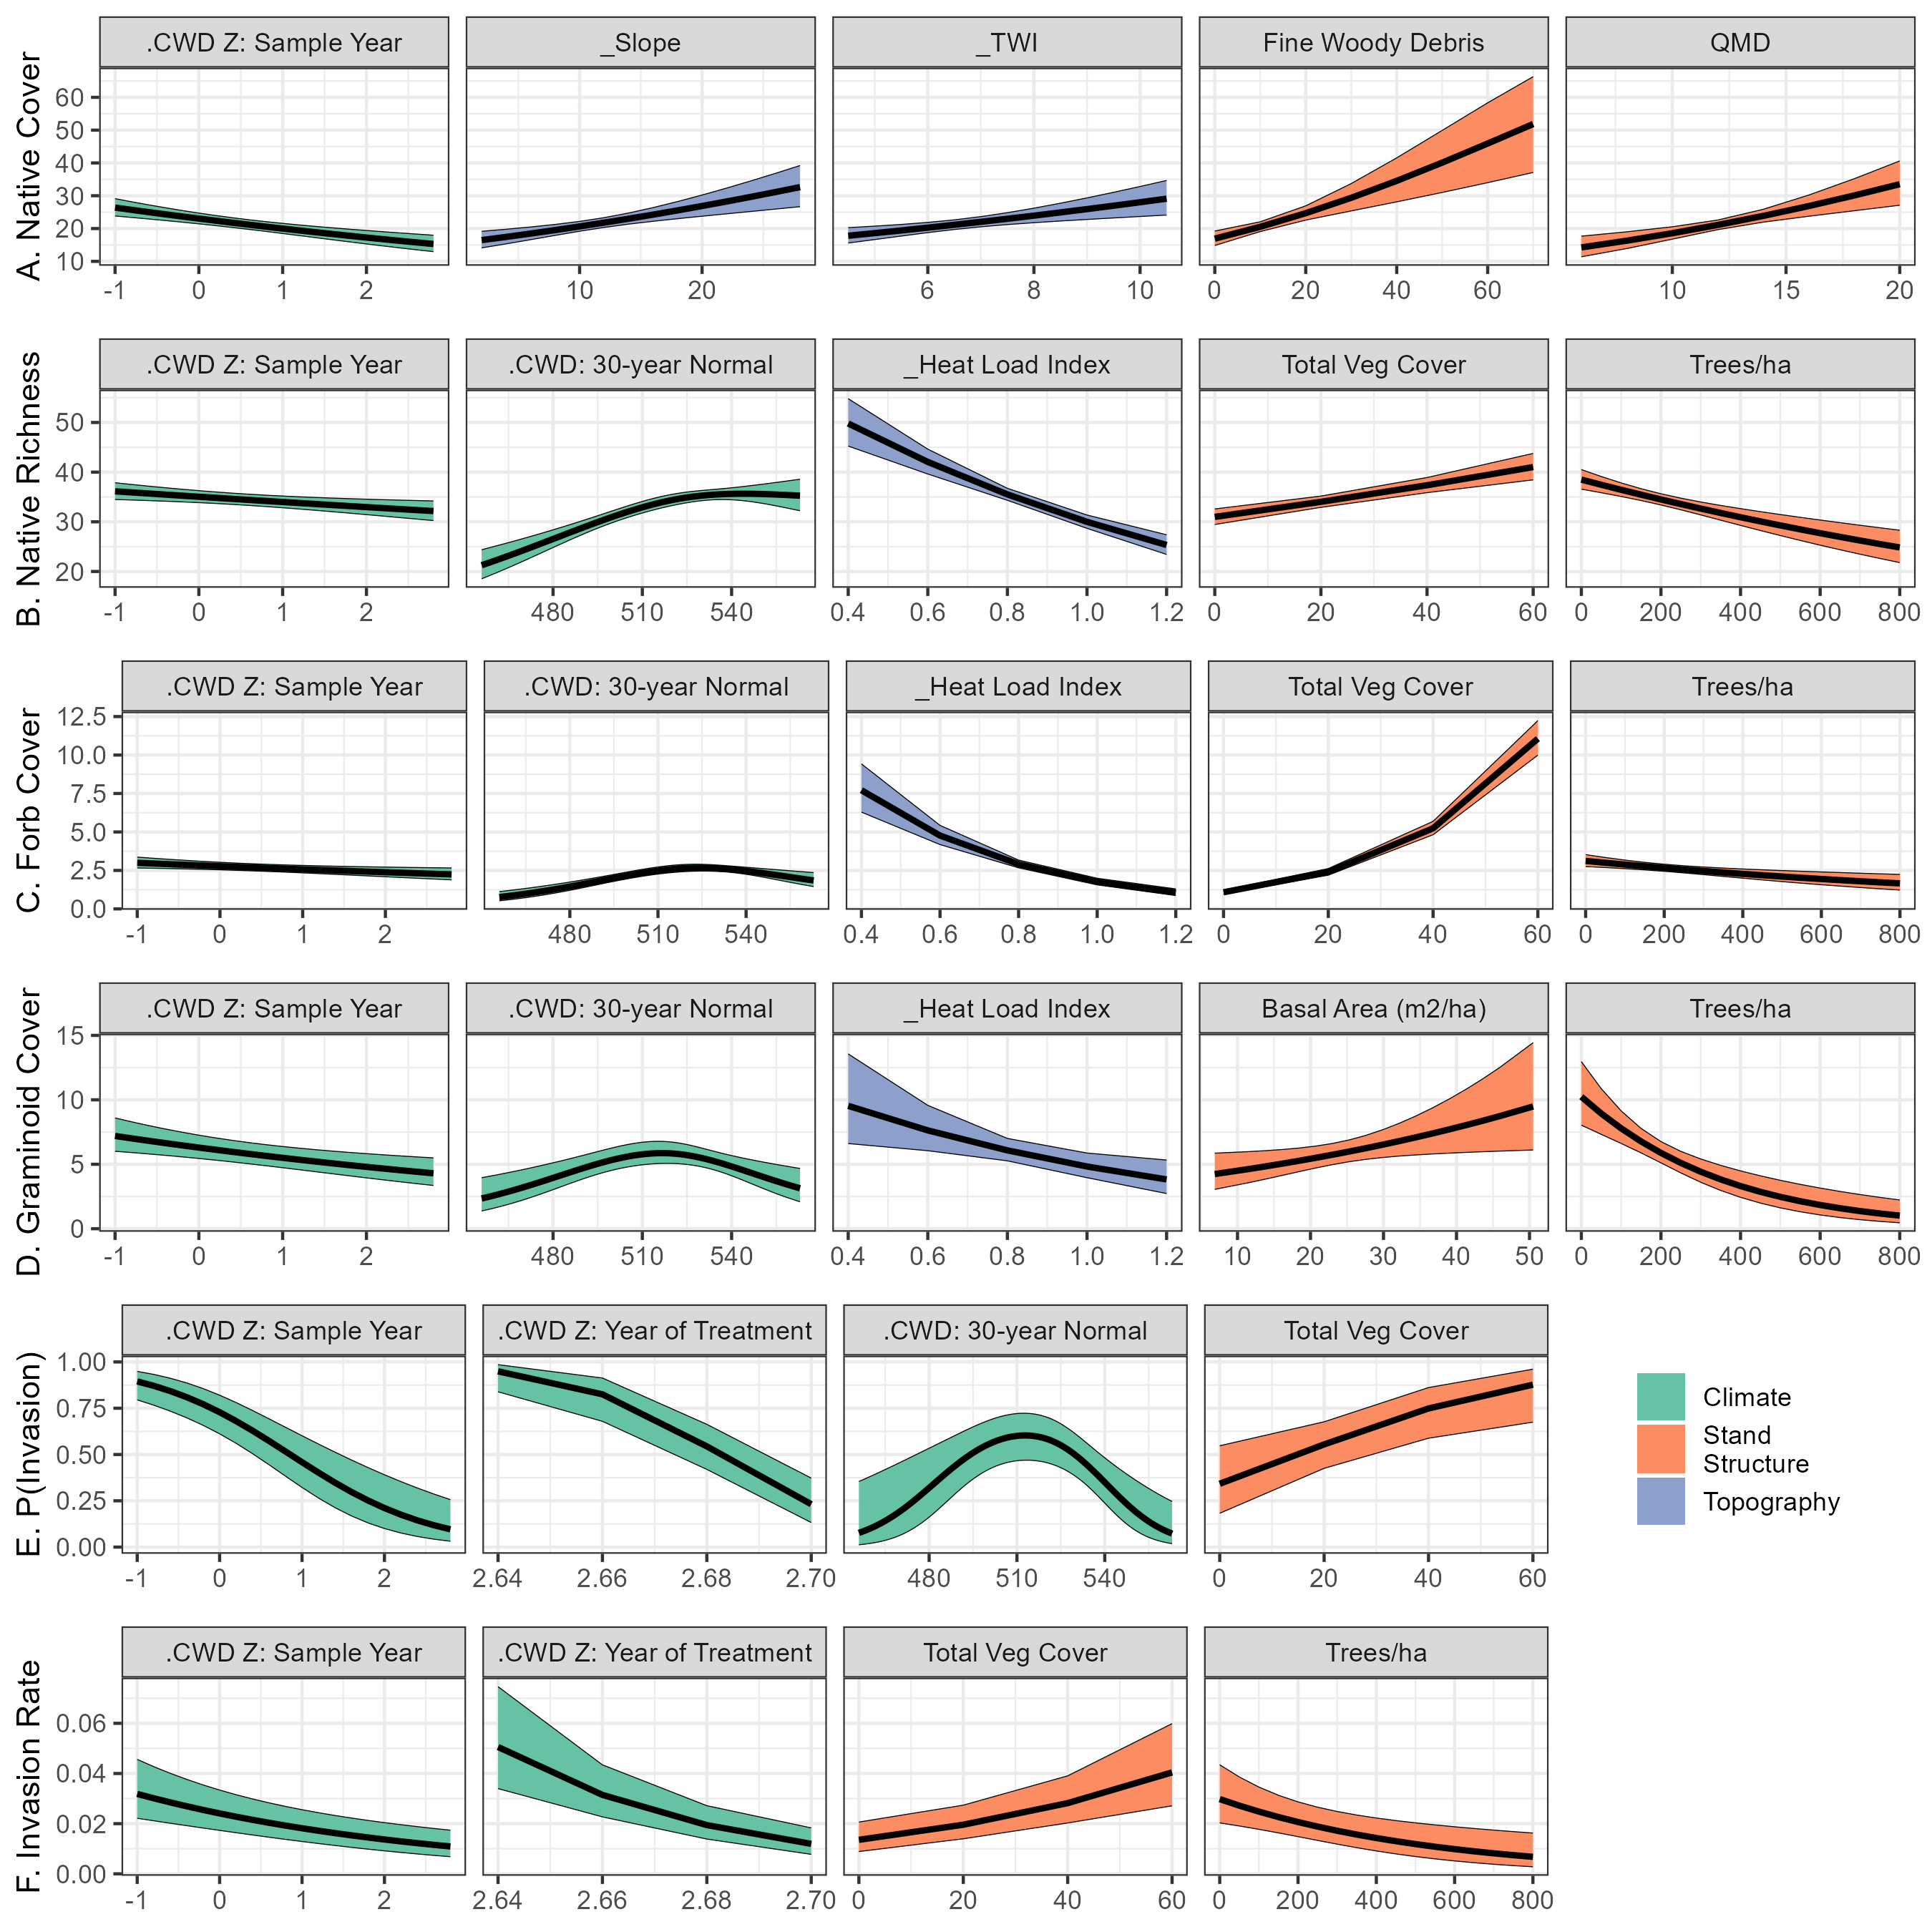 .CWD Z: Sample Year _Slope _TWI Fine Woody Debris QMD
A. Native Cover
60
50
40
30
20
10
-1 0 1 2 10 20 6 8 10 0 20 40 60 10 15 20
.CWD Z: Sample Year .CWD: 30-year Normal _Heat Load Index Total Veg Cover Trees/ha
B. Native Richness
50
40
30
20
-1 0 1 2 480 510 540 0.4 0.6 0.8 1.0 1.2 0 20 40 60 0 200 400 600 800
.CWD Z: Sample Year .CWD: 30-year Normal _Heat Load Index Total Veg Cover Trees/ha
C. Forb Cover
12.5
10.0
7.5
5.0
2.5
0.0
-1 0 1 2 480 510 540 0.4 0.6 0.8 1.0 1.2 0 20 40 60 0 200 400 600 800
.CWD Z: Sample Year .CWD: 30-year Normal _Heat Load Index Basal Area (m2/ha) Trees/ha
D. Graminoid Cover
15
10
5
0
-1 0 1 2 480 510 540 0.4 0.6 0.8 1.0 1.2 10 20 30 40 50 0 200 400 600 800
.CWD Z: Sample Year .CWD Z: Year of Treatment .CWD: 30-year Normal Total Veg Cover
E. P(Invasion)
1.00
0.75
0.50
0.25
0.00
-1 0 1 2 2.64 2.66 2.68 2.70 480 510 540 0 20 40 60
Climate
Stand
Structure
Topography
.CWD Z: Sample Year .CWD Z: Year of Treatment Total Veg Cover Trees/ha
F. Invasion Rate
0.06
0.04
0.02
0.00
-1 0 1 2 2.64 2.66 2.68 2.70 0 20 40 60 0 200 400 600 800